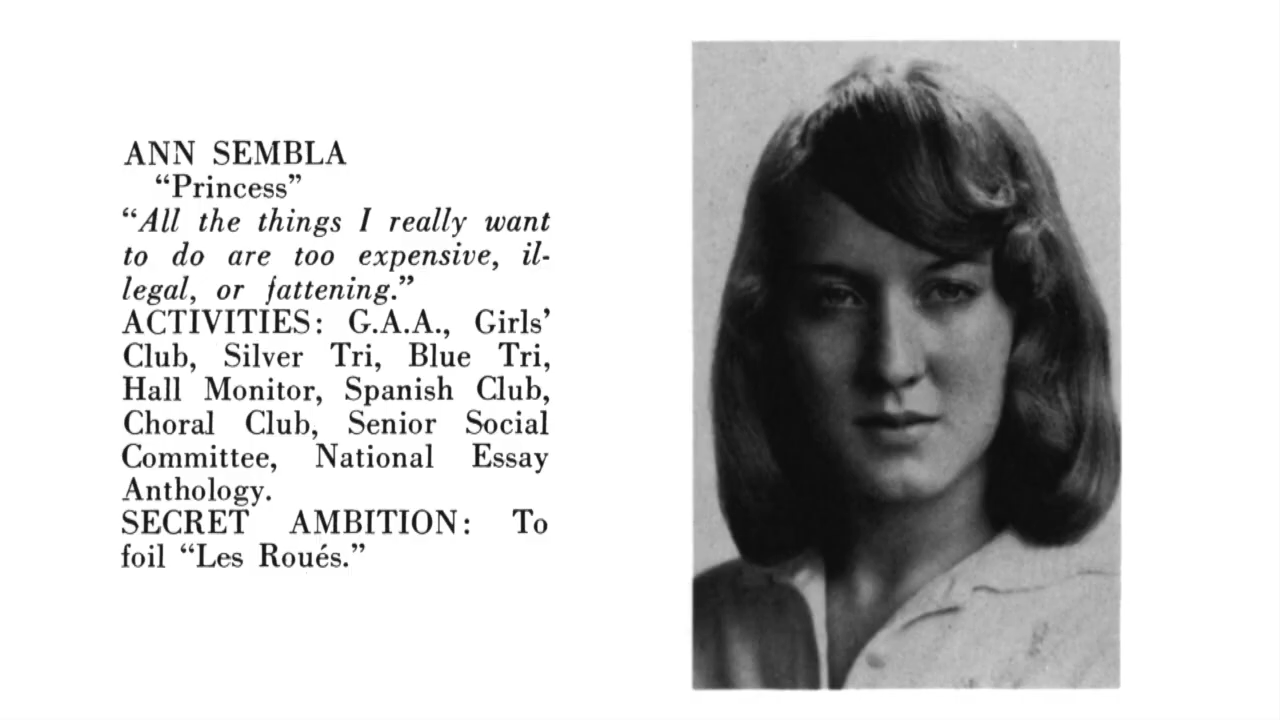 ANN SEMBLA
“Princess”
“All the things I really want
to do are too expensive, il-
legal, or fattening.”
ACTIVITIES: G.A.A., Girls’
Club, Silver Tri, Blue Tri,
Hall Monitor, Spanish Club,
Choral Club, Senior Social
Committee, National Essay
Anthology.
SECRET AMBITION: To
foil “Les Roués.”